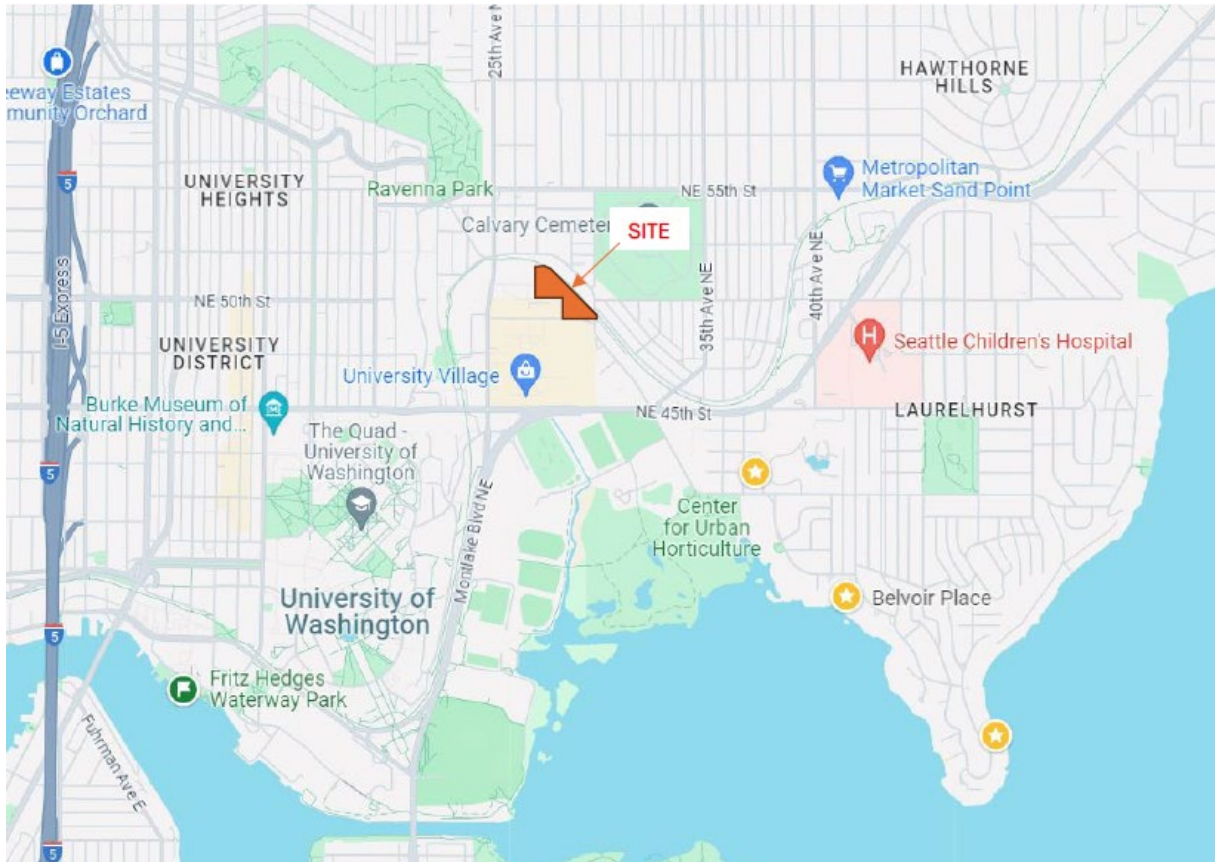 25th Ave N
HAWTHORNE
HILLS
eeway Estates
munity Orchard
5
UNIVERSITY
HEIGHTS
Ravenna Park
NE 55th St
Metropolitan
Market Sand Point
Calvary Cemeter
SITE
I-5 Express
NE 50th St
35th Ave NE
40th Ave NE
UNIVERSITY
DISTRICT
H
Seattle Children's Hospital
University Village
Burke Museum of
Natural History and...
NE 45th St
LAURELHURST
The Quad -
University of
Washington
5
Montlake Blvd NE
Center
for Urban
Horticulture
University of
Washington
Belvoir Place
5
Fritz Hedges
Waterway Park
Fuhrman Ave E
5